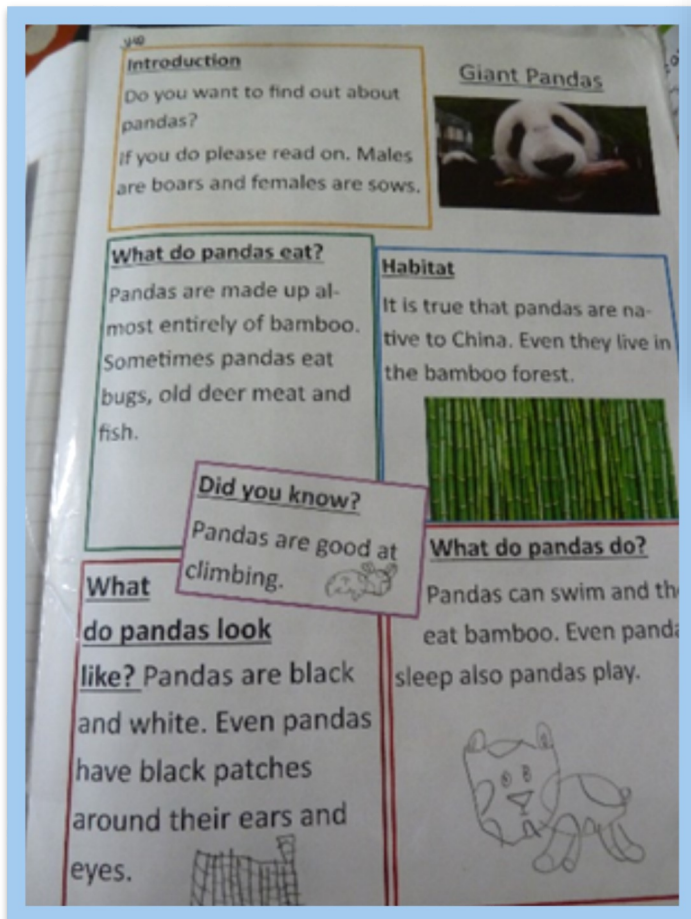 Introduction
Do you want to find out about
pandas?
If you do please read on. Males
are boars and females are sows.
Giant Pandas
What do pandas eat?
Pandas are made up al-
most entirely of bamboo.
Sometimes pandas eat
bugs, old deer meat and
fish.
Habitat
It is true that pandas are na-
tive to China. Even they live in
the bamboo forest.
Did you know?
Pandas are good at
climbing.
What
do pandas look
like? Pandas are black
and white. Even pandas
have black patches
around their ears and
eyes.
What do pandas do?
Pandas can swim and
eat bamboo. Even
sleep also pandas play.